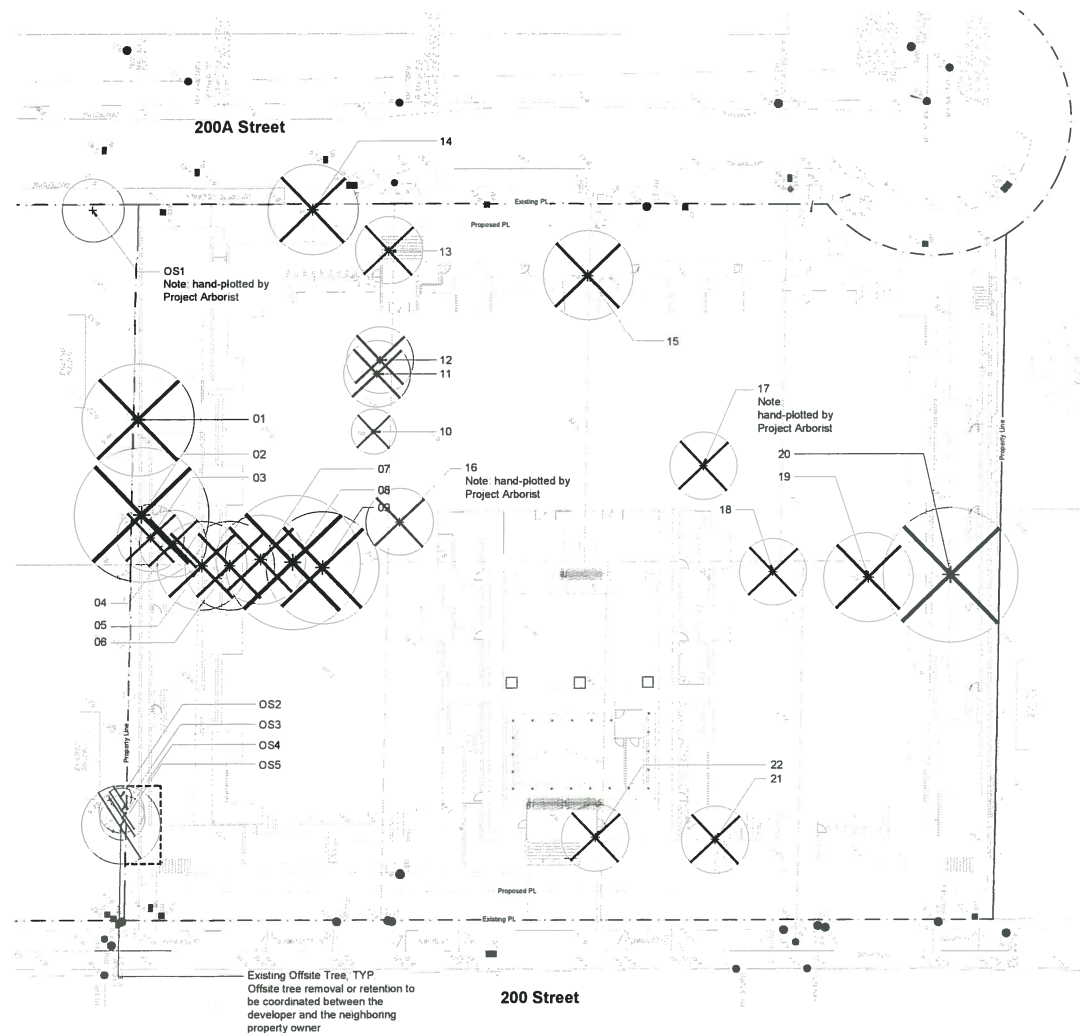 200A Street
14
Existing PL
Proposed PL
13
OS1
Note: hand-plotted by
Project Arborist
15
12
11
17
Note:
hand-plotted by
Project Arborist
01
10
Property Line
02
20
07
16
Note: hand-plotted by
Project Arborist
03
19
08
09
18
04
05
06
OS2
OS3
Property Line
OS4
OS5
22
21
Proposed PL
Existing PL
Existing Offsite Tree, TYP.
Offsite tree removal or retention to
be coordinated between the
developer and the neighboring
property owner
200 Street